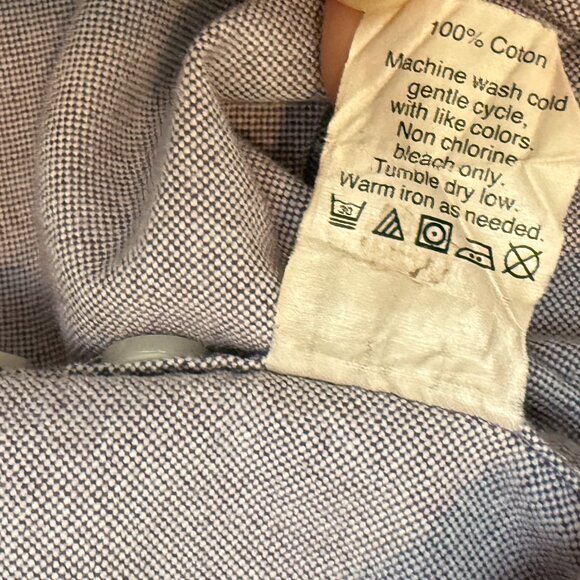 100% Coton
Machine wash cold
gentle cycle,
with like colors.
Non chlorine
bleach only.
Tumble dry low.
Warm iron as needed.
30